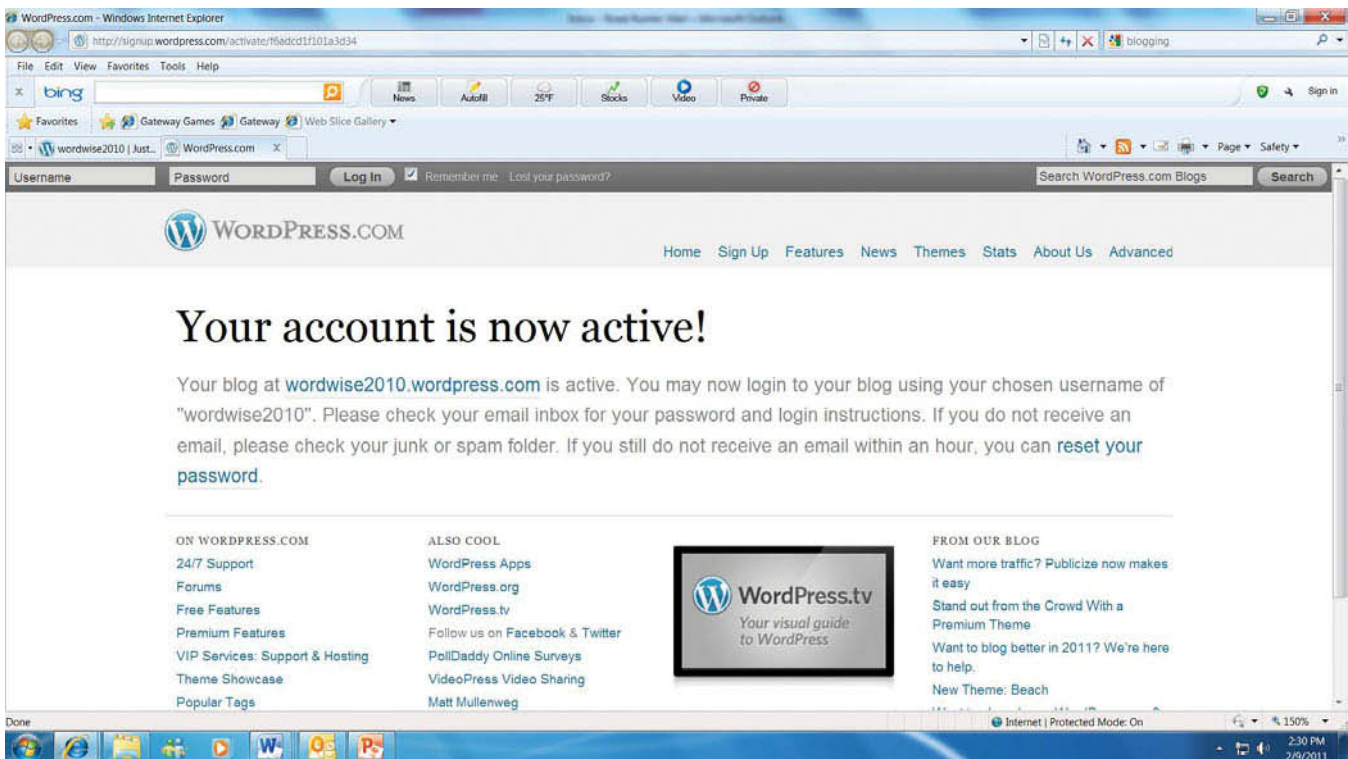 WordPress.com - Windows Internet Explorer
http://signup.wordpress.com/activate/f6adcd1f101a3d34
blogging
File Edit View Favorites Tools Help
x bing News Autofill 25°F Stocks Video Private Sign in
Favorites Gateway Games Gateway Web Slice Gallery
wordwise2010 | Just... WordPress.com X Page Safety
Username Password Log In Remember me Lost your password? Search WordPress.com Blogs Search
WORDPRESS.COM
Home Sign Up Features News Themes Stats About Us Advanced
Your account is now active!
Your blog at wordwise2010.wordpress.com is active. You may now login to your blog using your chosen username of
"wordwise2010". Please check your email inbox for your password and login instructions. If you do not receive an
email, please check your junk or spam folder. If you still do not receive an email within an hour, you can reset your
password.
ON WORDPRESS.COM
24/7 Support
Forums
Free Features
Premium Features
VIP Services: Support & Hosting
Theme Showcase
Popular Tags
ALSO COOL
WordPress Apps
WordPress.org
WordPress.tv
Follow us on Facebook & Twitter
PollDaddy Online Surveys
VideoPress Video Sharing
Matt Mullenweg
WordPress.tv
Your visual guide
to WordPress
FROM OUR BLOG
Want more traffic? Publicize now makes
it easy
Stand out from the Crowd With a
Premium Theme
Want to blog better in 2011? We're here
to help.
New Theme: Beach
Done Internet | Protected Mode: On 150%
2:30 PM
2/9/2011